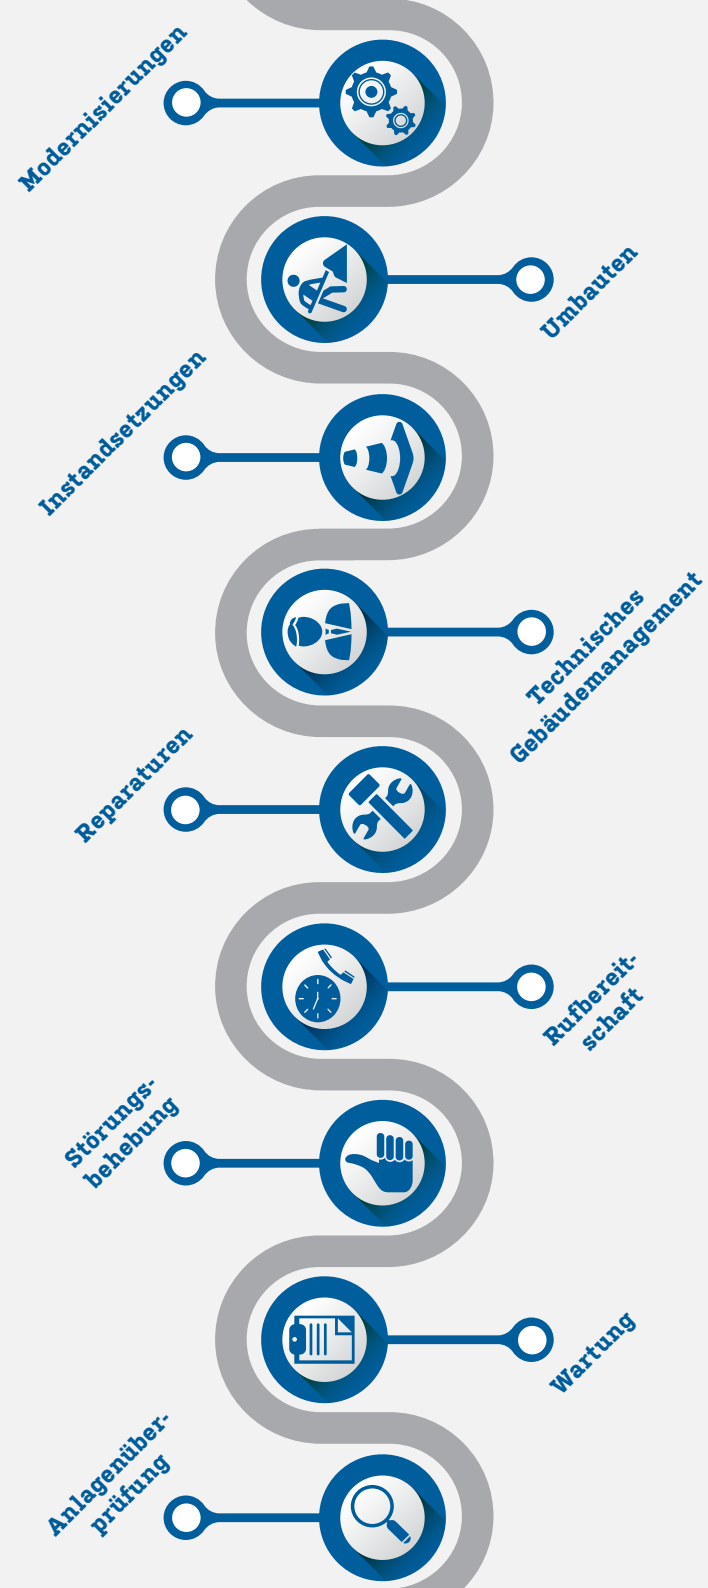 Modernisierungen
Umbauten
Instandsetzungen
Technisches
Gebäudemanagement
Reparaturen
Rufbereit-
schaft
Störungs-
behebung
Wartung
Anlagenüber-
prüfung